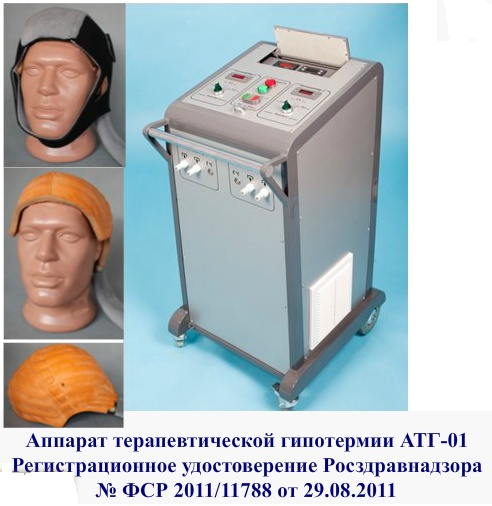 Аппарат терапевтической гипотермии АТГ-01
Регистрационное удостоверение Росздравнадзора
№ ФСР 2011/11788 от 29.08.2011